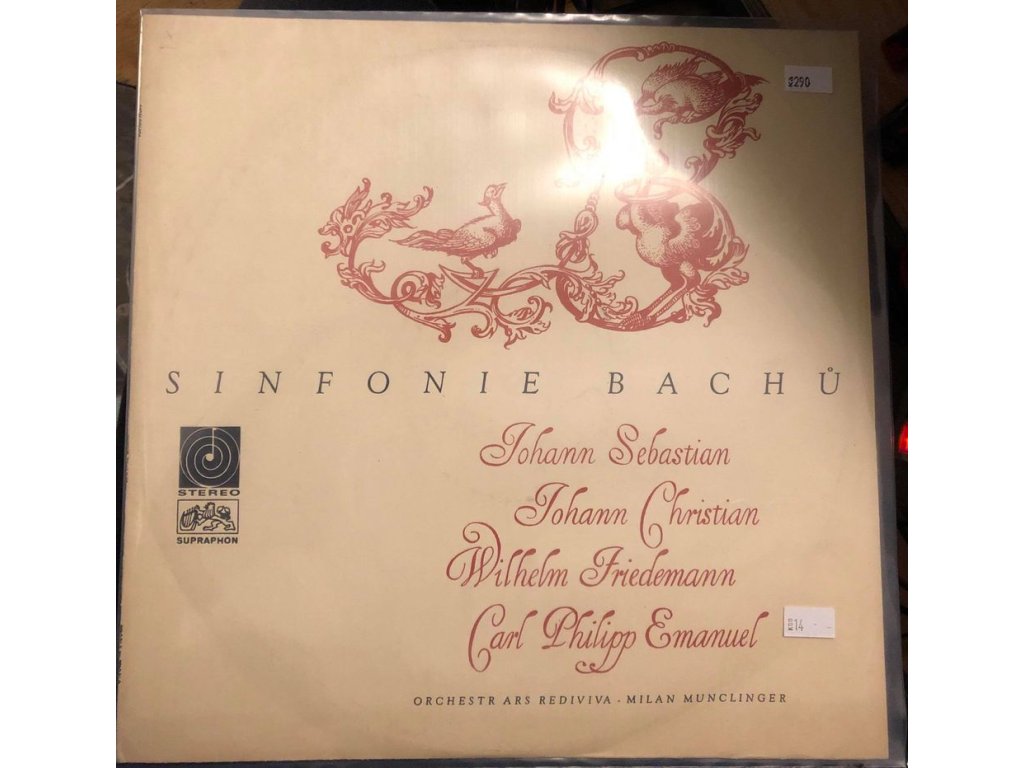 290
SINFONIE BACHŮ
Johann Sebastian
Johann Christian
Wilhelm Friedemann
Carl Philipp Emanuel
STEREO
SUPRAPHON
14
ORCHESTR ARS REDIVIVA · MILAN MUNCLINGER